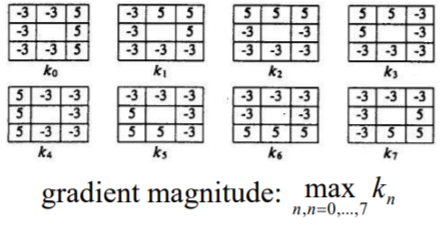 -3 -3 5 -3 5 5 5 5 5 5 5 -3
-3 5 -3 5 -3 -3 5 -3
-3 -3 5 -3 -3 -3 -3 -3 -3 -3 -3 -3
k₀ k₁ k₂ k₃
5 -3 -3 -3 -3 -3 -3 -3 -3 -3 -3 -3
5 -3 5 -3 -3 -3 -3 5
5 -3 -3 5 5 -3 5 5 5 -3 5 5
k₄ k₅ k₆ k₇
gradient magnitude: max kₙ
n,n=0,...,7